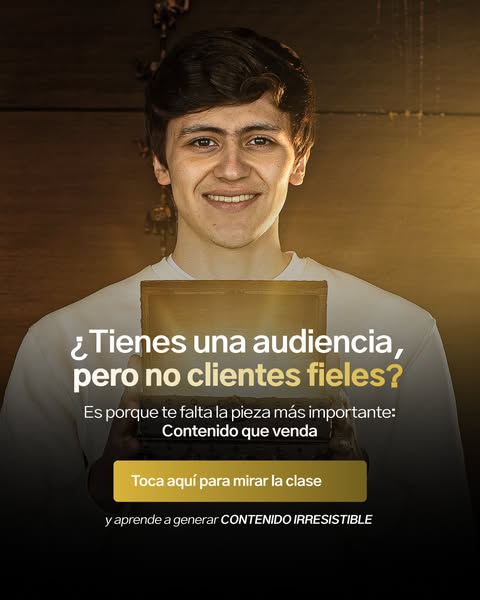 ¿Tienes una audiencia,
pero no clientes fieles?
Es porque te falta la pieza más importante:
Contenido que venda
Toca aquí para mirar la clase
y aprende a generar CONTENIDO IRRESISTIBLE